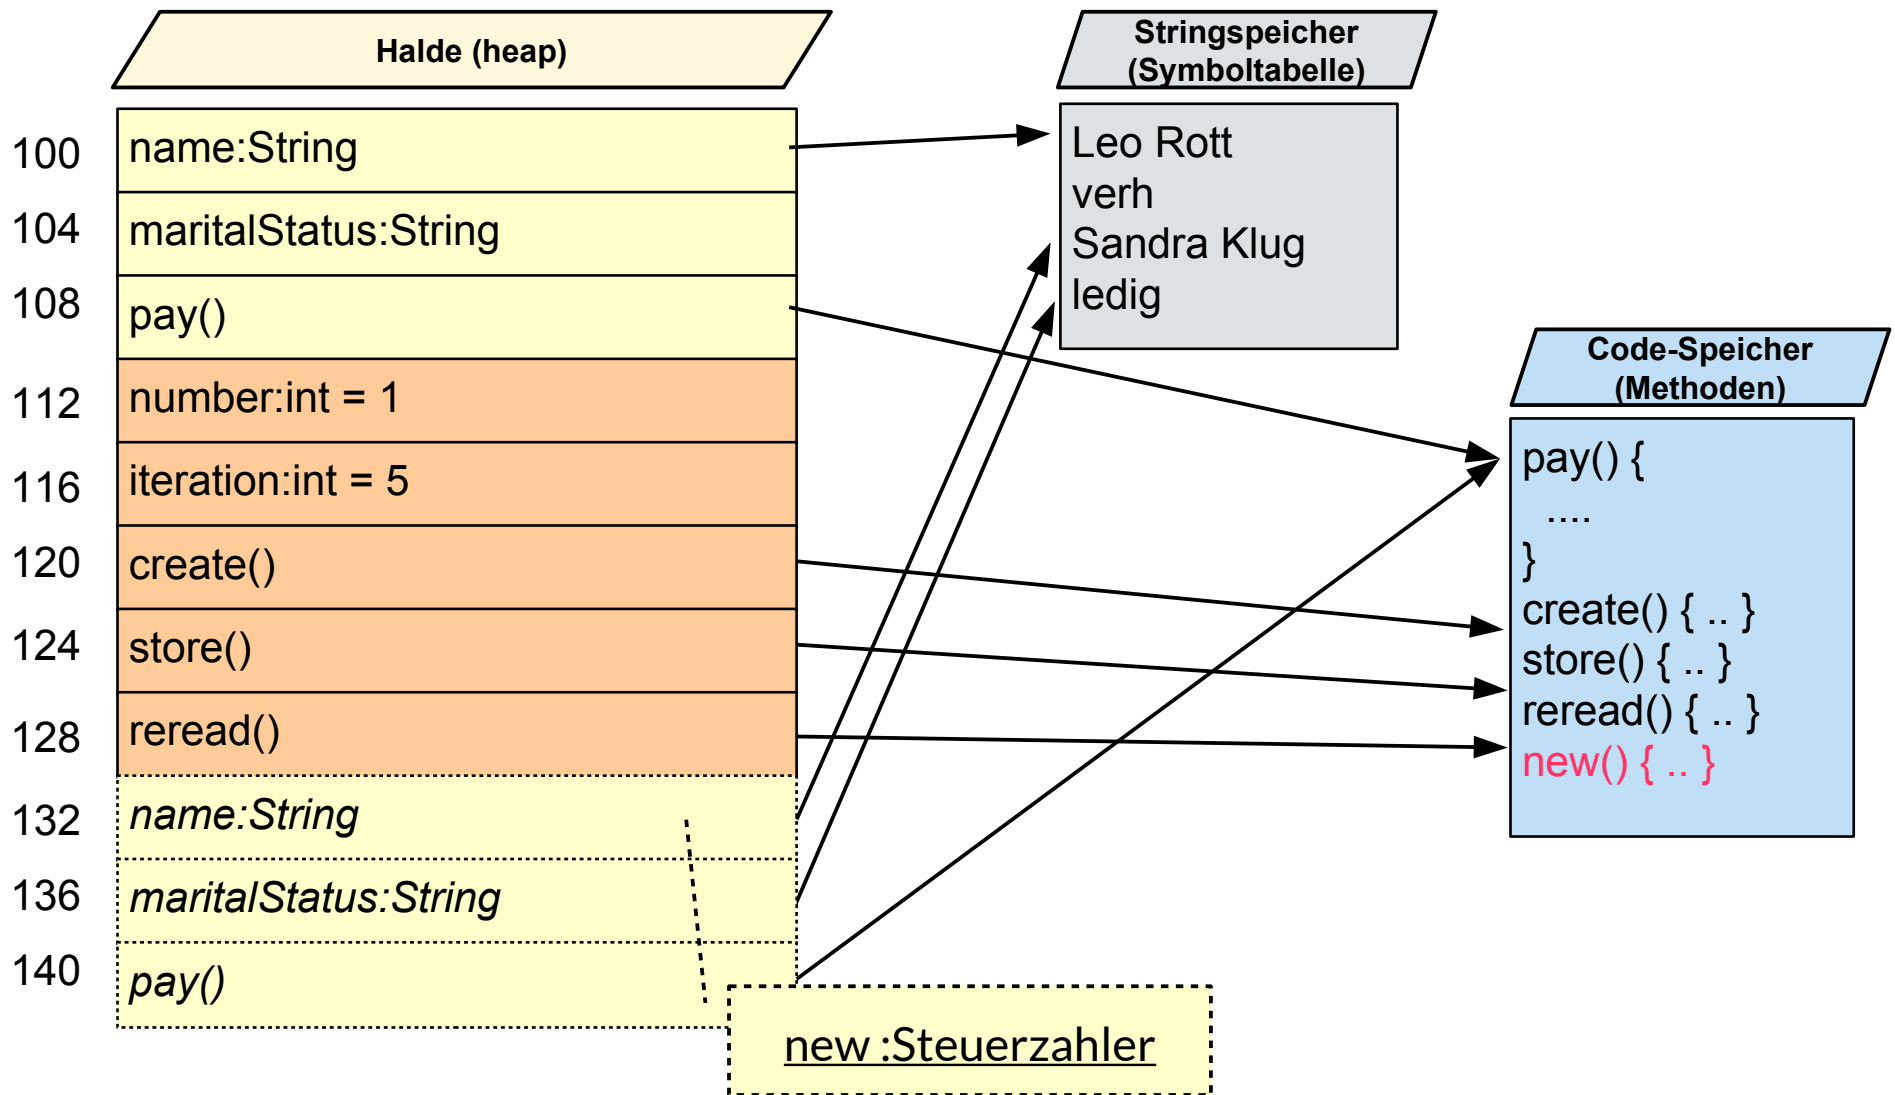 Halde (heap)
100 name:String
104 maritalStatus:String
108 pay()
112 number:int = 1
116 iteration:int = 5
120 create()
124 store()
128 reread()
132 name:String
136 maritalStatus:String
140 pay()
new :Steuerzahler
Stringspeicher
(Symboltabelle)
Leo Rott
verh
Sandra Klug
ledig
Code-Speicher
(Methoden)
pay() {
....
}
create() { .. }
store() { .. }
reread() { .. }
new() { .. }